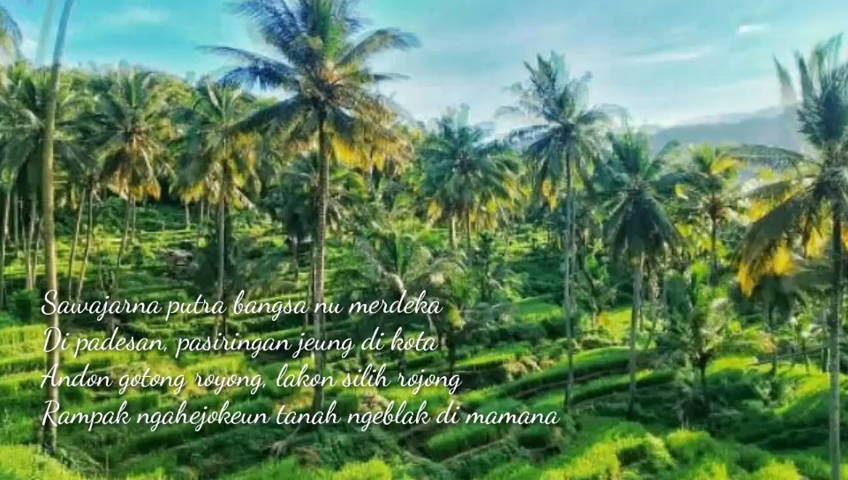 Sawajarna putra bangsa nu merdeka
Di padesan, pasiringan jeung di kota
Andon gotong royong, lakon silih rojong
Rampak ngahejokeun tanah ngeblak di mamana